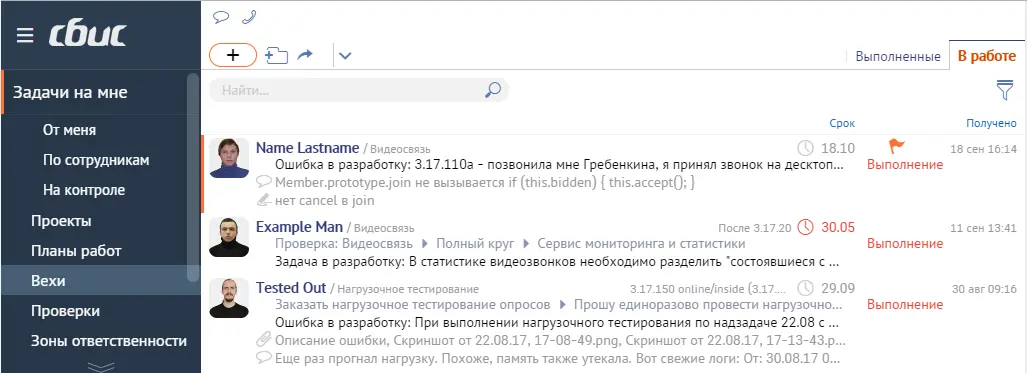 сбис
Задачи на мне
От меня
По сотрудникам
На контроле
Проекты
Планы работ
Вехи
Проверки
Зоны ответственности
Выполненные
В работе
Найти...
Срок
Получено
Name Lastname / Видеосвязь
18.10
18 сен 16:14
Ошибка в разработку: 3.17.110a - позвонила мне Гребенкина, я принял звонок на дескто...
Выполнение
Member.prototype.join не вызывается if (this.bidden) { this.accept(); }
нет cancel в join
Example Man / Видеосвязь
После 3.17.20
30.05
11 сен 13:41
Проверка: Видеосвязь Полный круг Сервис мониторинга и статистики
Выполнение
Задача в разработку: В статистике видеозвонков необходимо разделить "состоявшиеся с ...
Tested Out / Нагрузочное тестирование
3.17.150 online/inside (3.17....
29.09
30 авг 09:16
Заказать нагрузочное тестирование опросов Прошу единоразово провести нагрузочно...
Выполнение
Ошибка в разработку: При выполнении нагрузочного тестирования по надзадаче 22.08 с ...
Описание ошибки, Скриншот от 22.08.17, 17-08-49.png, Скриншот от 22.08.17, 17-13-43.p...
Еще раз прогнал нагрузку. Похоже, память также утекала. Вот свежие логи: От: 30.08.17 0...